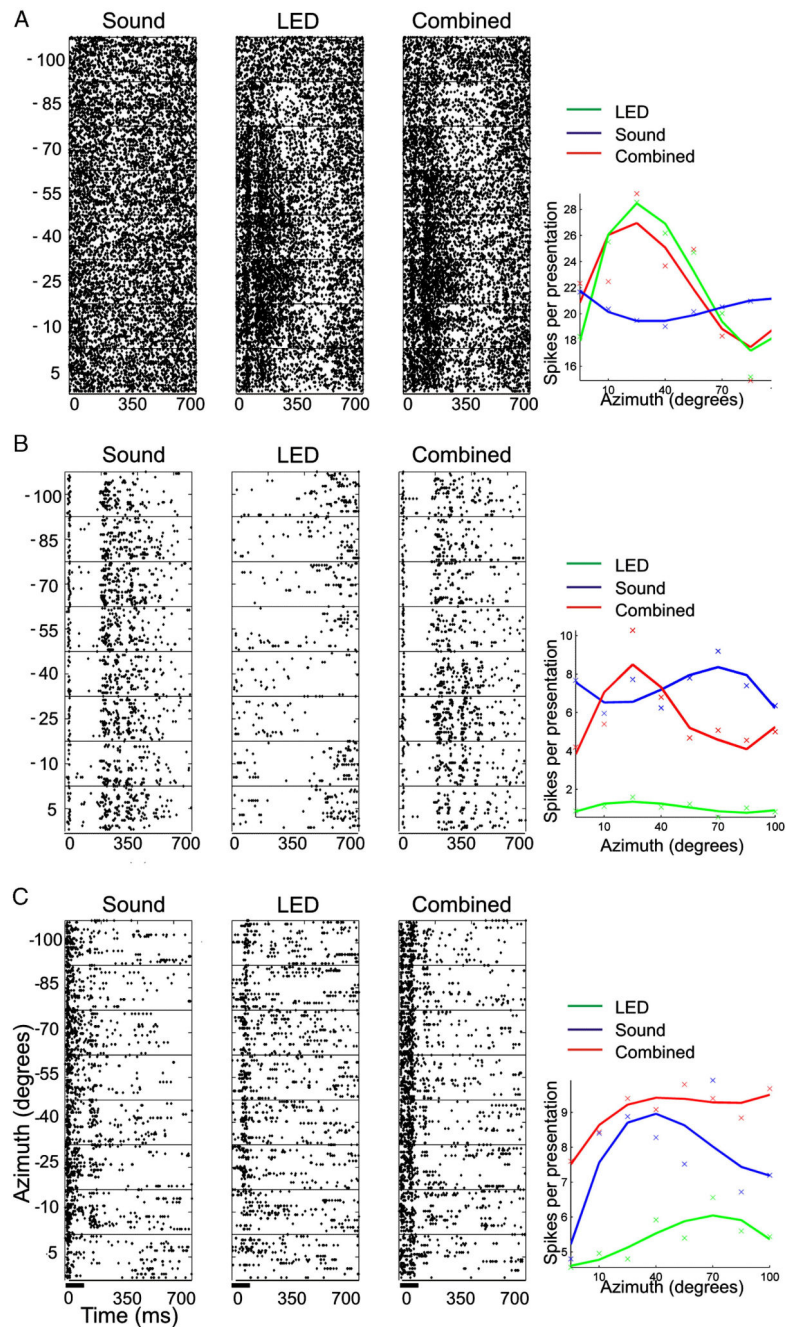 A
Sound LED Combined
- 100
- 85
- 70
- 55
- 40
- 25
- 10
5
0 350 700 0 350 700 0 350 700
LED
Sound
Combined
Spikes per presentation
28
26
24
22
20
18
16
10 40 70
Azimuth (degrees)
B
Sound LED Combined
- 100
- 85
- 70
- 55
- 40
- 25
- 10
5
0 350 700 0 350 700 0 350 700
LED
Sound
Combined
Spikes per presentation
10
8
6
4
2
10 40 70 100
Azimuth (degrees)
C
Sound LED Combined
Azimuth (degrees)
-100
-85
-70
-55
-40
-25
-10
5
0 350 700 0 350 700 0 350 700
Time (ms)
LED
Sound
Combined
Spikes per presentation
9
8
7
6
5
10 40 70 100
Azimuth (degrees)